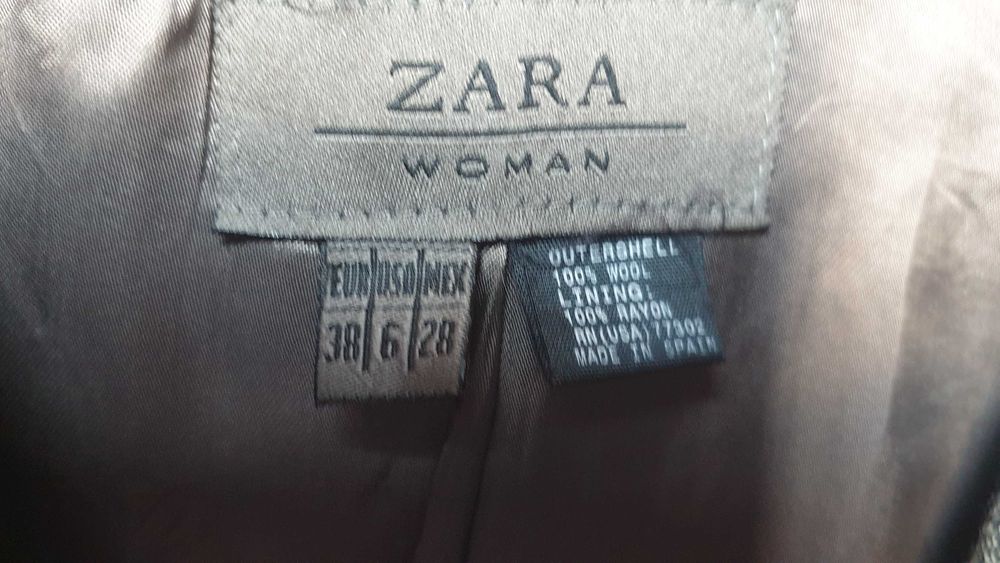 ZARA
WOMAN
EUR USD MEX
38 6 28
OUTERSHELL
100% WOOL
LINING:
100% RAYON
RN(USA)77302
MADE IN SPAIN